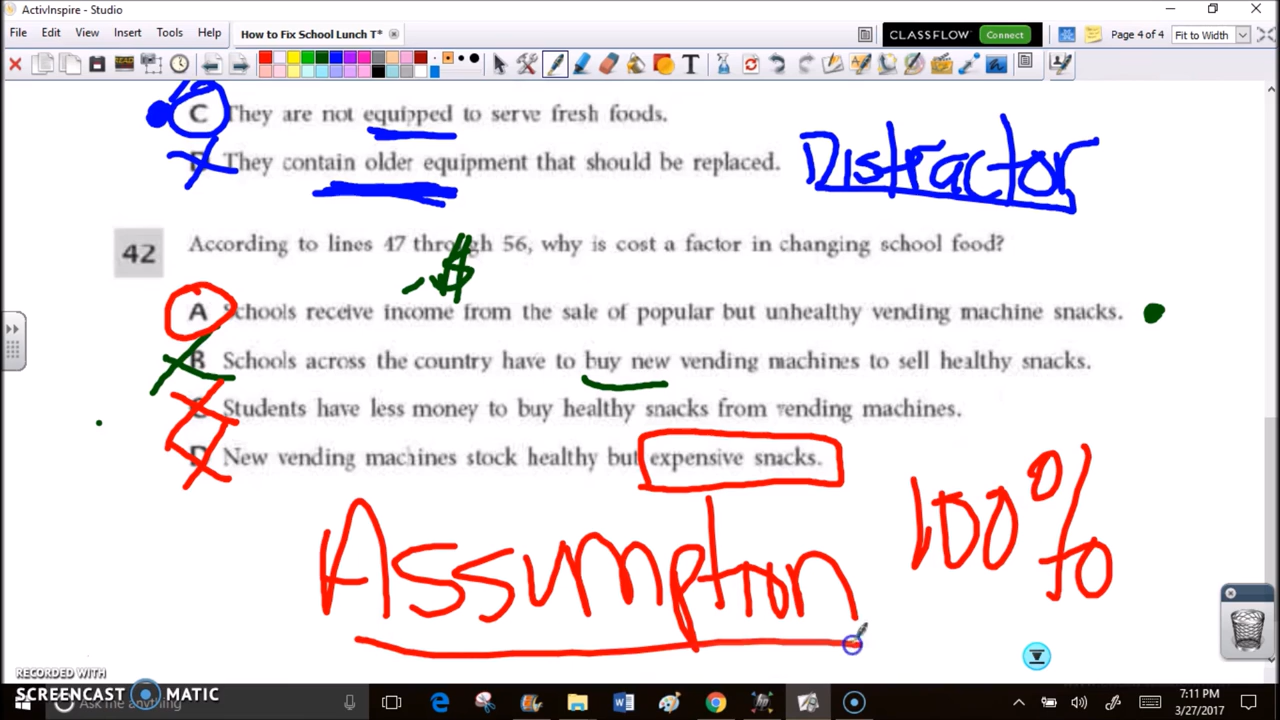 ActivInspire - Studio
File Edit View Insert Tools Help
How to Fix School Lunch T*
CLASSFLOW Connect
Page 4 of 4
Fit to Width
C They are not equipped to serve fresh foods.
They contain older equipment that should be replaced.
Distractor
42 According to lines 47 through 56, why is cost a factor in changing school food?
$
A Schools receive income from the sale of popular but unhealthy vending machine snacks.
B Schools across the country have to buy new vending machines to sell healthy snacks.
C Students have less money to buy healthy snacks from vending machines.
D New vending machines stock healthy but expensive snacks.
Assumption
100%
RECORDED WITH
SCREENCAST MATIC
Ask me anything
7:11 PM
3/27/2017